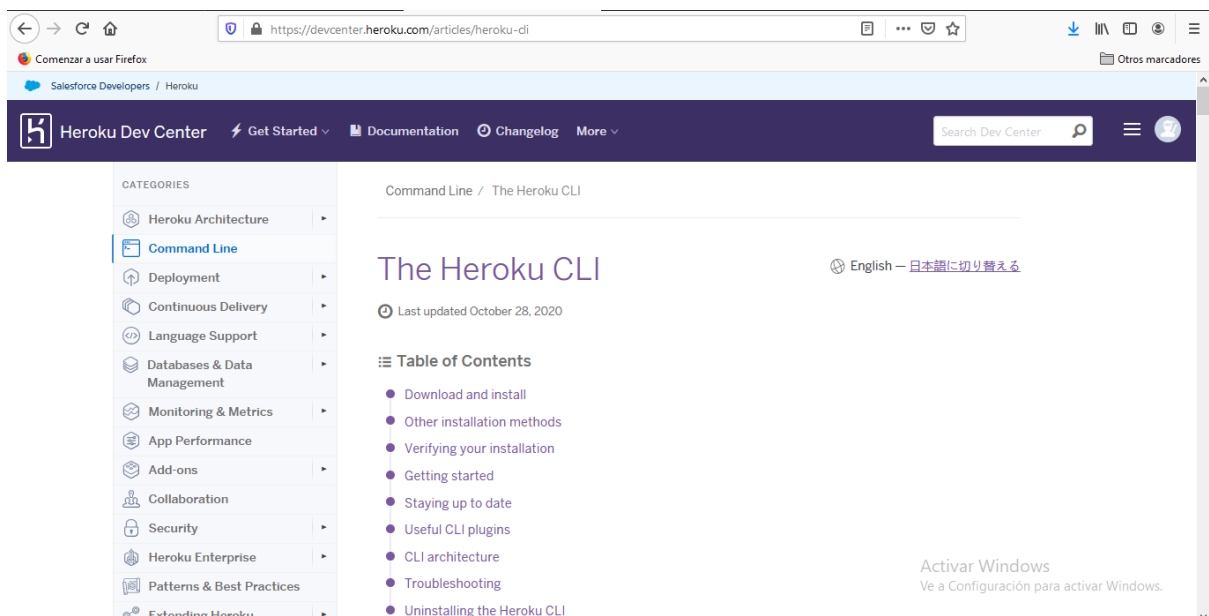 https://devcenter.heroku.com/articles/heroku-cli
Comenzar a usar Firefox
Otros marcadores
Salesforce Developers / Heroku
Heroku Dev Center
Get Started
Documentation
Changelog
More
Search Dev Center
CATEGORIES
Heroku Architecture
Command Line
Deployment
Continuous Delivery
Language Support
Databases & Data
Management
Monitoring & Metrics
App Performance
Add-ons
Collaboration
Security
Heroku Enterprise
Patterns & Best Practices
Extending Heroku
Command Line / The Heroku CLI
The Heroku CLI
English — 日本語に切り替える
Last updated October 28, 2020
Table of Contents
Download and install
Other installation methods
Verifying your installation
Getting started
Staying up to date
Useful CLI plugins
CLI architecture
Troubleshooting
Uninstalling the Heroku CLI
Activar Windows
Ve a Configuración para activar Windows.